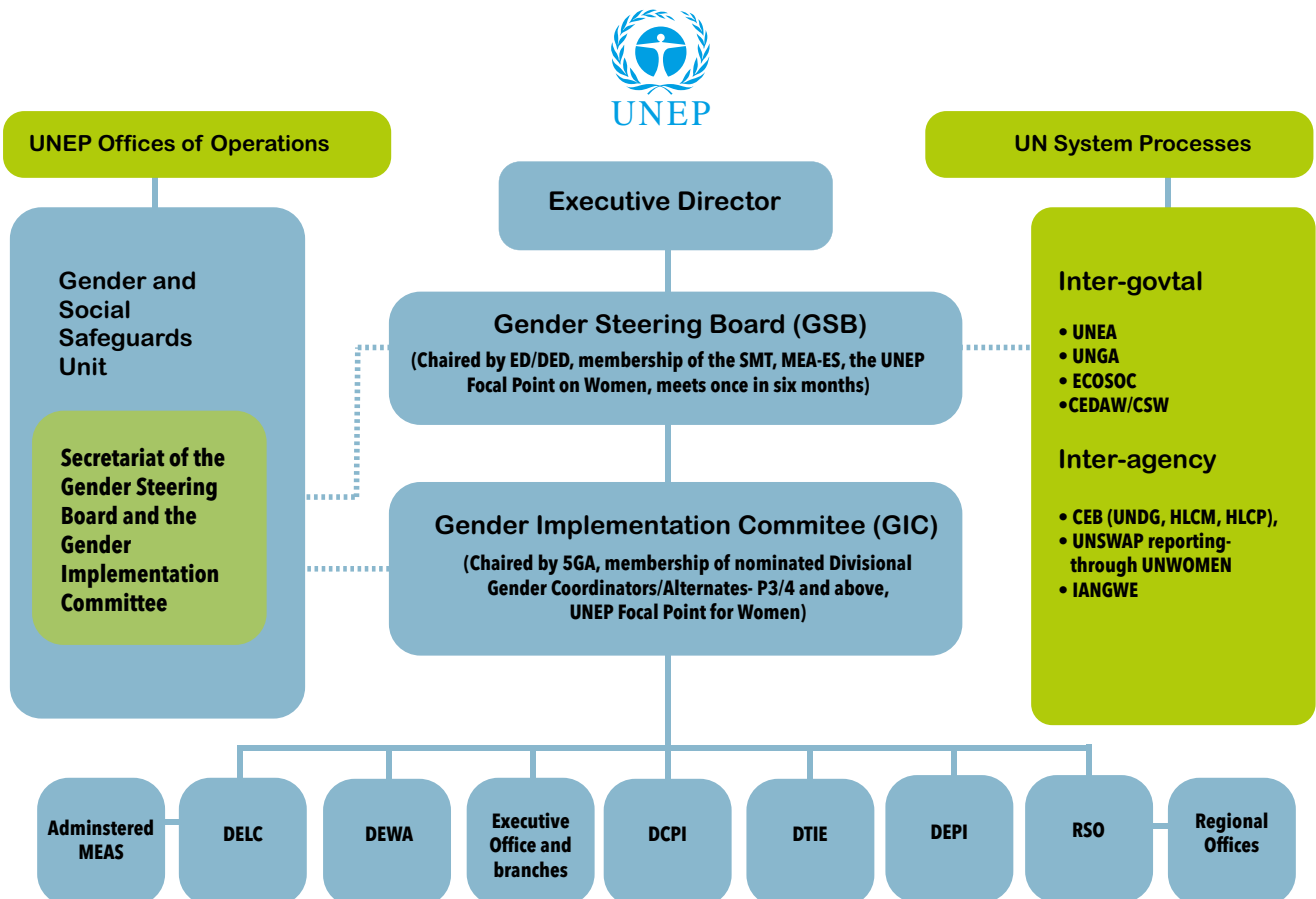 UNEP
UNEP Offices of Operations
UN System Processes
Executive Director
Gender and
Social
Safeguards
Unit
Secretariat of the
Gender Steering
Board and the
Gender
Implementation
Committee
Gender Steering Board (GSB)
(Chaired by ED/DED, membership of the SMT, MEA-ES, the UNEP
Focal Point on Women, meets once in six months)
Gender Implementation Commitee (GIC)
(Chaired by 5GA, membership of nominated Divisional
Gender Coordinators/Alternates- P3/4 and above,
UNEP Focal Point for Women)
Inter-govtal
• UNEA
• UNGA
• ECOSOC
•CEDAW/CSW
Inter-agency
• CEB (UNDG, HLCM, HLCP),
• UNSWAP reporting-
through UNWOMEN
• IANGWE
Adminstered
MEAS
DELC
DEWA
Executive
Office and
branches
DCPI
DTIE
DEPI
RSO
Regional
Offices